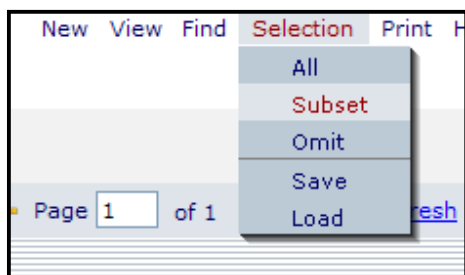 New View Find Selection Print
All
Subset
Omit
Save
Page 1 of 1
Load